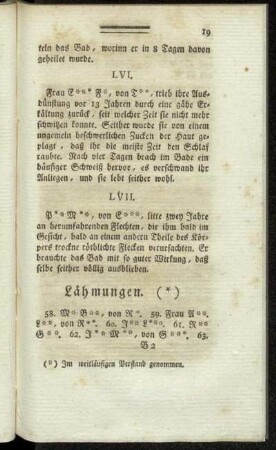 19
teln das Bad, worinn er in 8 Tagen davon
geheilet wurde.
LVI.
Frau E**° F°, von T°°, trieb ihre Aus-
dünstung vor 13 Jahren durch eine gähe Er-
kältung zurück, seit welcher Zeit sie nicht mehr
schwitzen konnte. Seither wurde sie von einem
ungemein beschwerlichen Zucken der Haut ge-
plagt, daß ihr die meiste Zeit den Schlaf
raubte. Nach vier Tagen brach im Bade ein
häufiger Schweiß hervor, es verschwand ihr
Anliegen, und sie lebt seither wohl.
LVII.
P°* M°*, von E°°°, litte zwey Jahre
an herumfahrenden Flechten, die ihm bald im
Gesicht, bald an einem andern Theile des Kör-
pers trockne röthlichte Flecken verursachten. Er
brauchte das Bad mit so guter Wirkung, daß
selbe seither völlig ausblieben.
Lähmungen. (*)
58. M°* G**, von R°. 59. Frau A°*
L°*, von R°°. 60. J°* L°°°. 61. R°*
G°*. 62. J°* M°°, von G°*. 63.
B 2
(*) Im weitläufigen Verstand genommen.